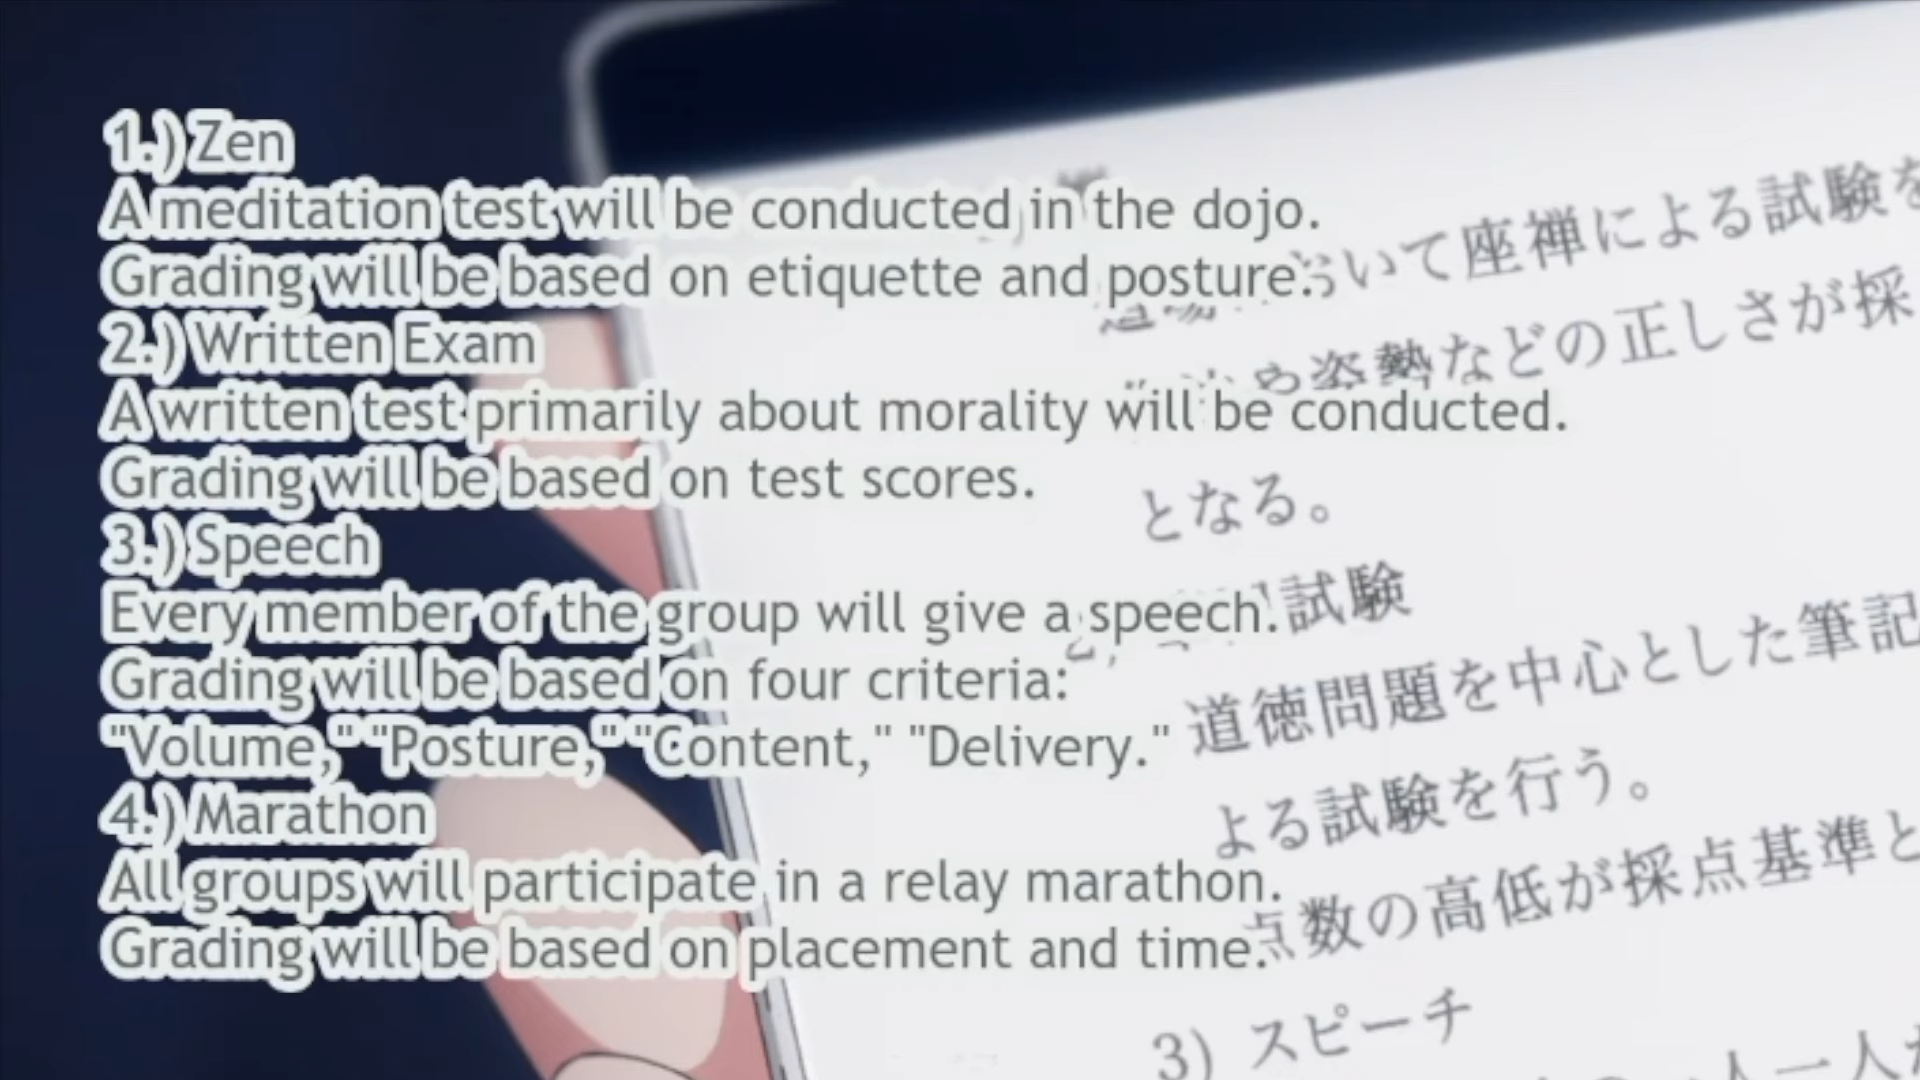 1.) Zen
A meditation test will be conducted in the dojo.
Grading will be based on etiquette and posture.
2.) Written Exam
A written test primarily about morality will be conducted.
Grading will be based on test scores.
3.) Speech
Every member of the group will give a speech.
Grading will be based on four criteria:
"Volume," "Posture," "Content," "Delivery."
4.) Marathon
All groups will participate in a relay marathon.
Grading will be based on placement and time.
おいて座禅による試験を
や姿勢などの正しさが採
となる。
試験
道徳問題を中心とした筆記
よる試験を行う。
点数の高低が採点基準と
3) スピーチ
一人一人が